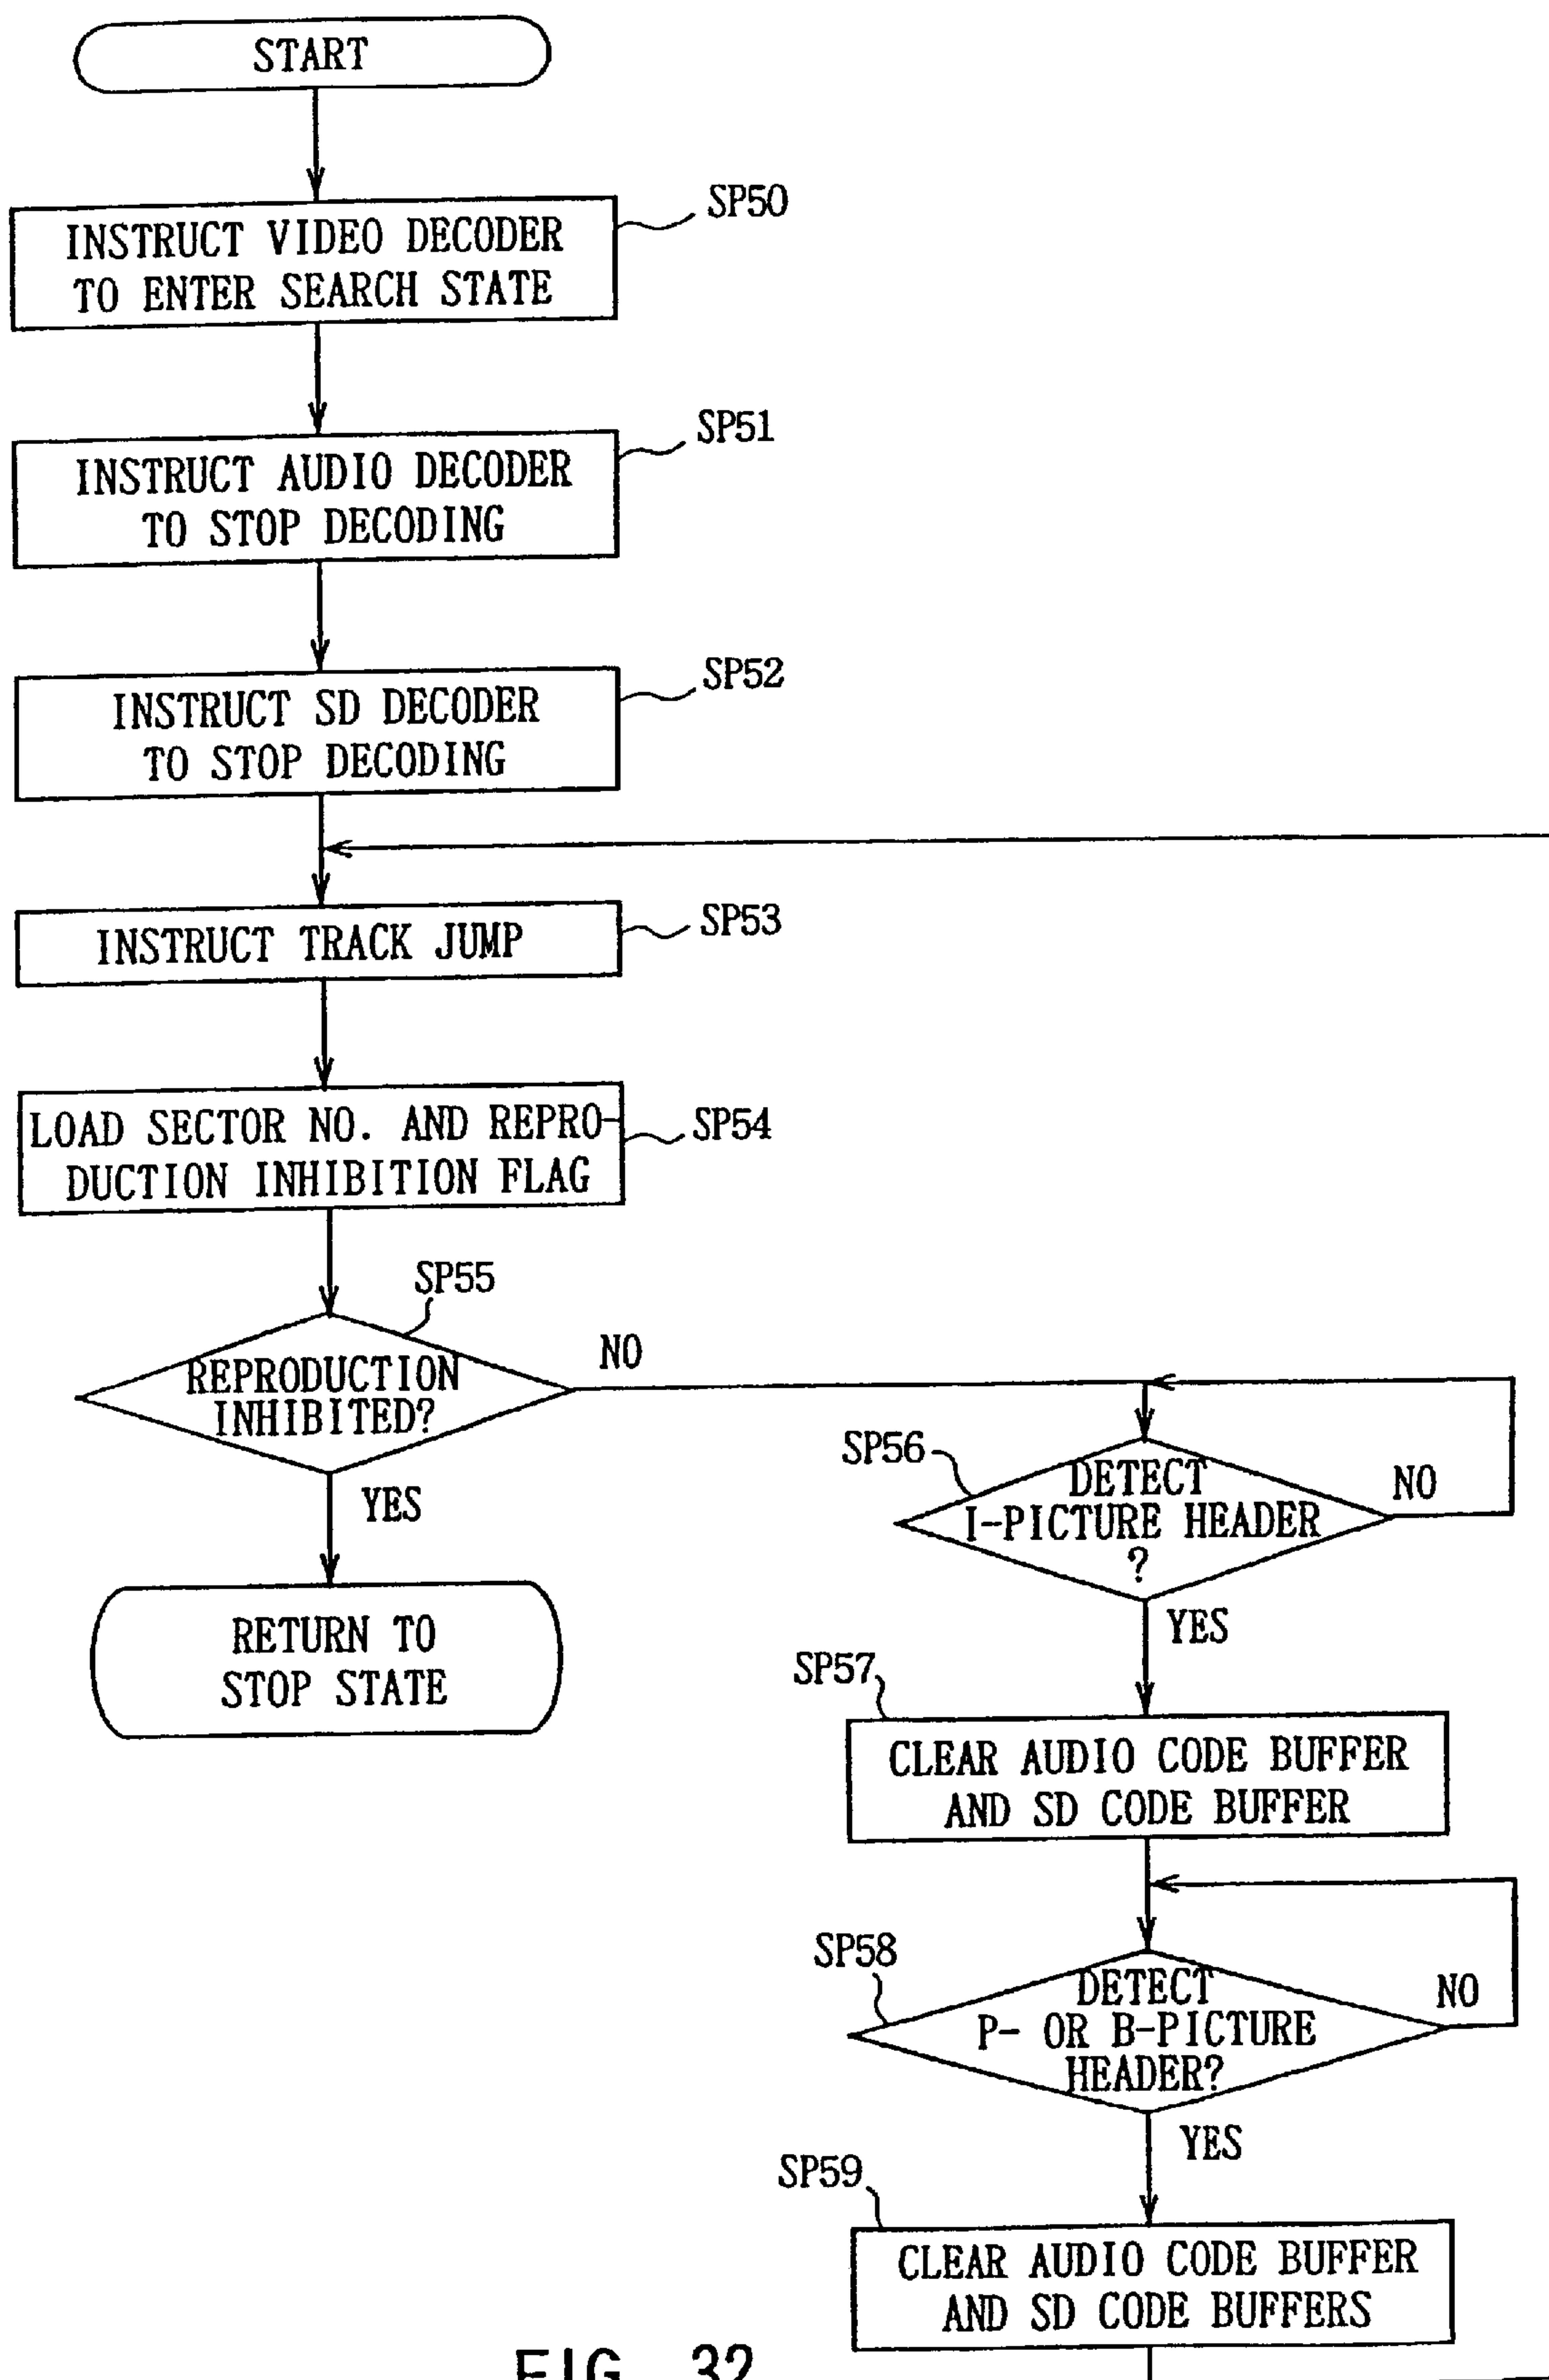 START
SP50
INSTRUCT VIDEO DECODER
TO ENTER SEARCH STATE
SP51
INSTRUCT AUDIO DECODER
TO STOP DECODING
SP52
INSTRUCT SD DECODER
TO STOP DECODING
SP53
INSTRUCT TRACK JUMP
SP54
LOAD SECTOR NO. AND REPRO-
DUCTION INHIBITION FLAG
SP55
REPRODUCTION
INHIBITED?
NO
YES
RETURN TO
STOP STATE
SP56
DETECT
I-PICTURE HEADER
?
NO
YES
SP57
CLEAR AUDIO CODE BUFFER
AND SD CODE BUFFER
SP58
DETECT
P- OR B-PICTURE
HEADER?
NO
YES
SP59
CLEAR AUDIO CODE BUFFER
AND SD CODE BUFFERS
FIG. 32